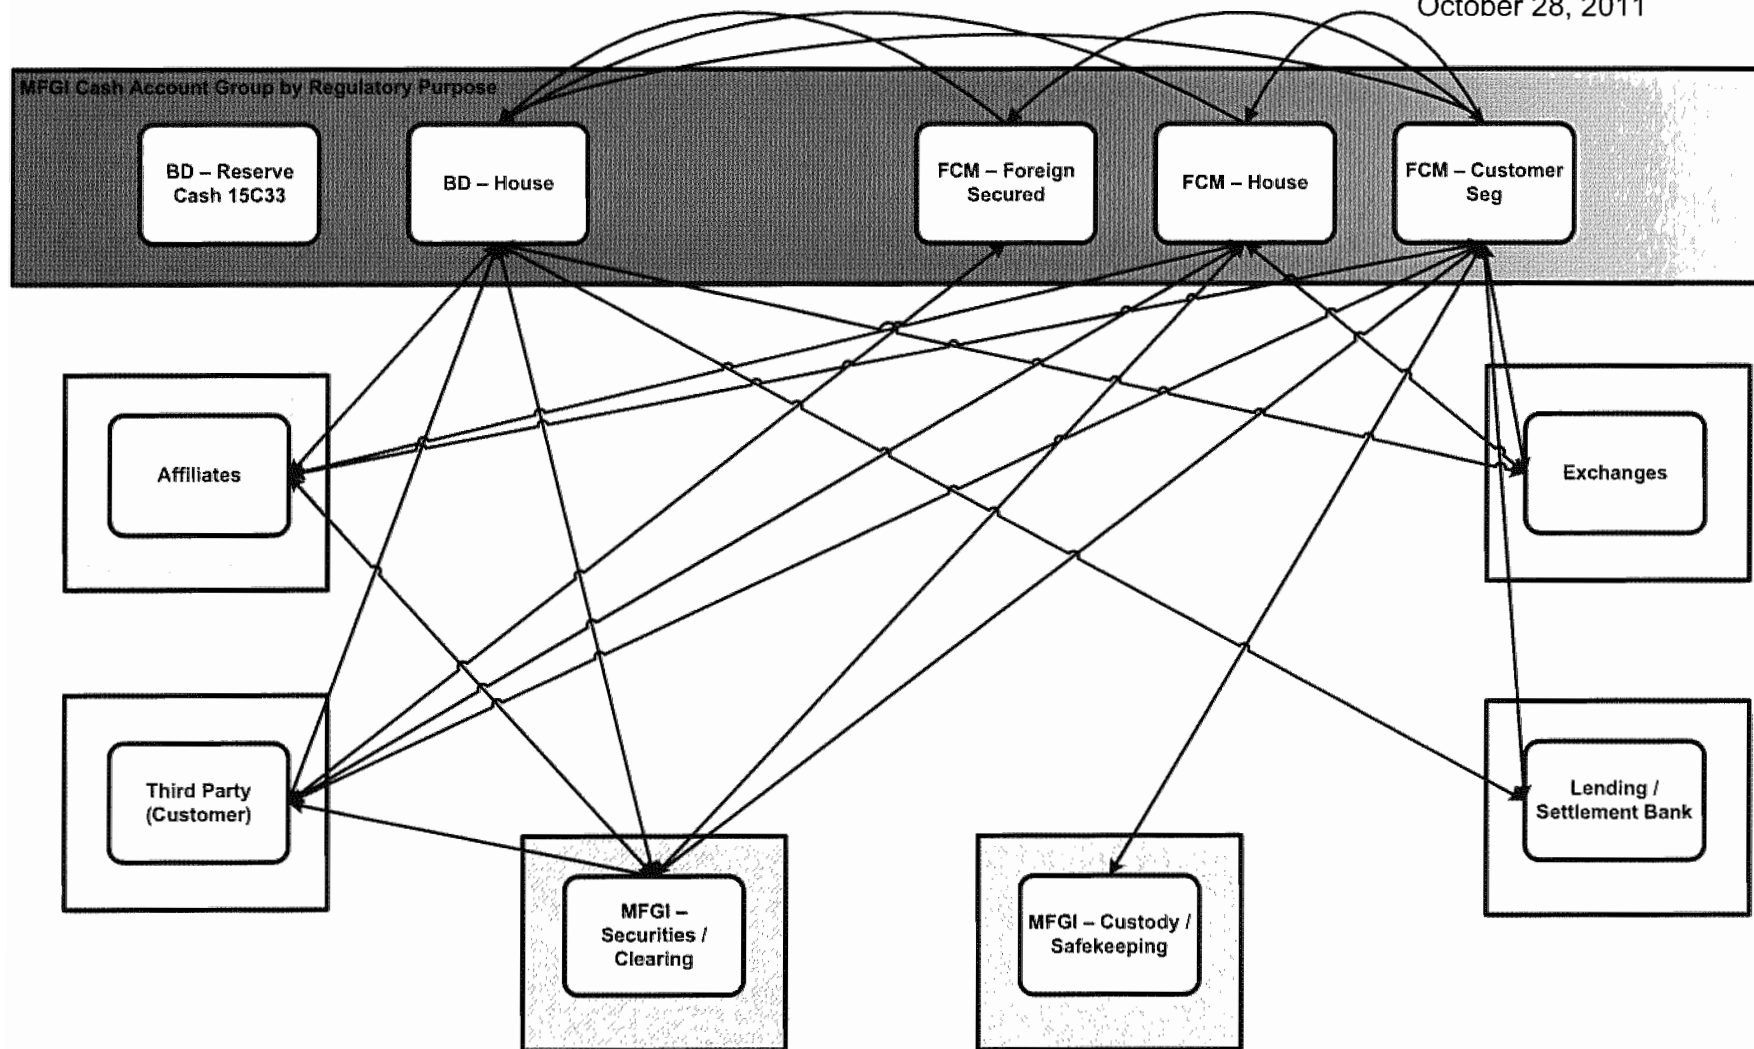 October 28, 2011
MFGI Cash Account Group by Regulatory Purpose
BD – Reserve
Cash 15C33
BD – House
FCM – Foreign
Secured
FCM – House
FCM – Customer
Seg
Affiliates
Exchanges
Third Party
(Customer)
Lending /
Settlement Bank
MFGI –
Securities /
Clearing
MFGI – Custody /
Safekeeping